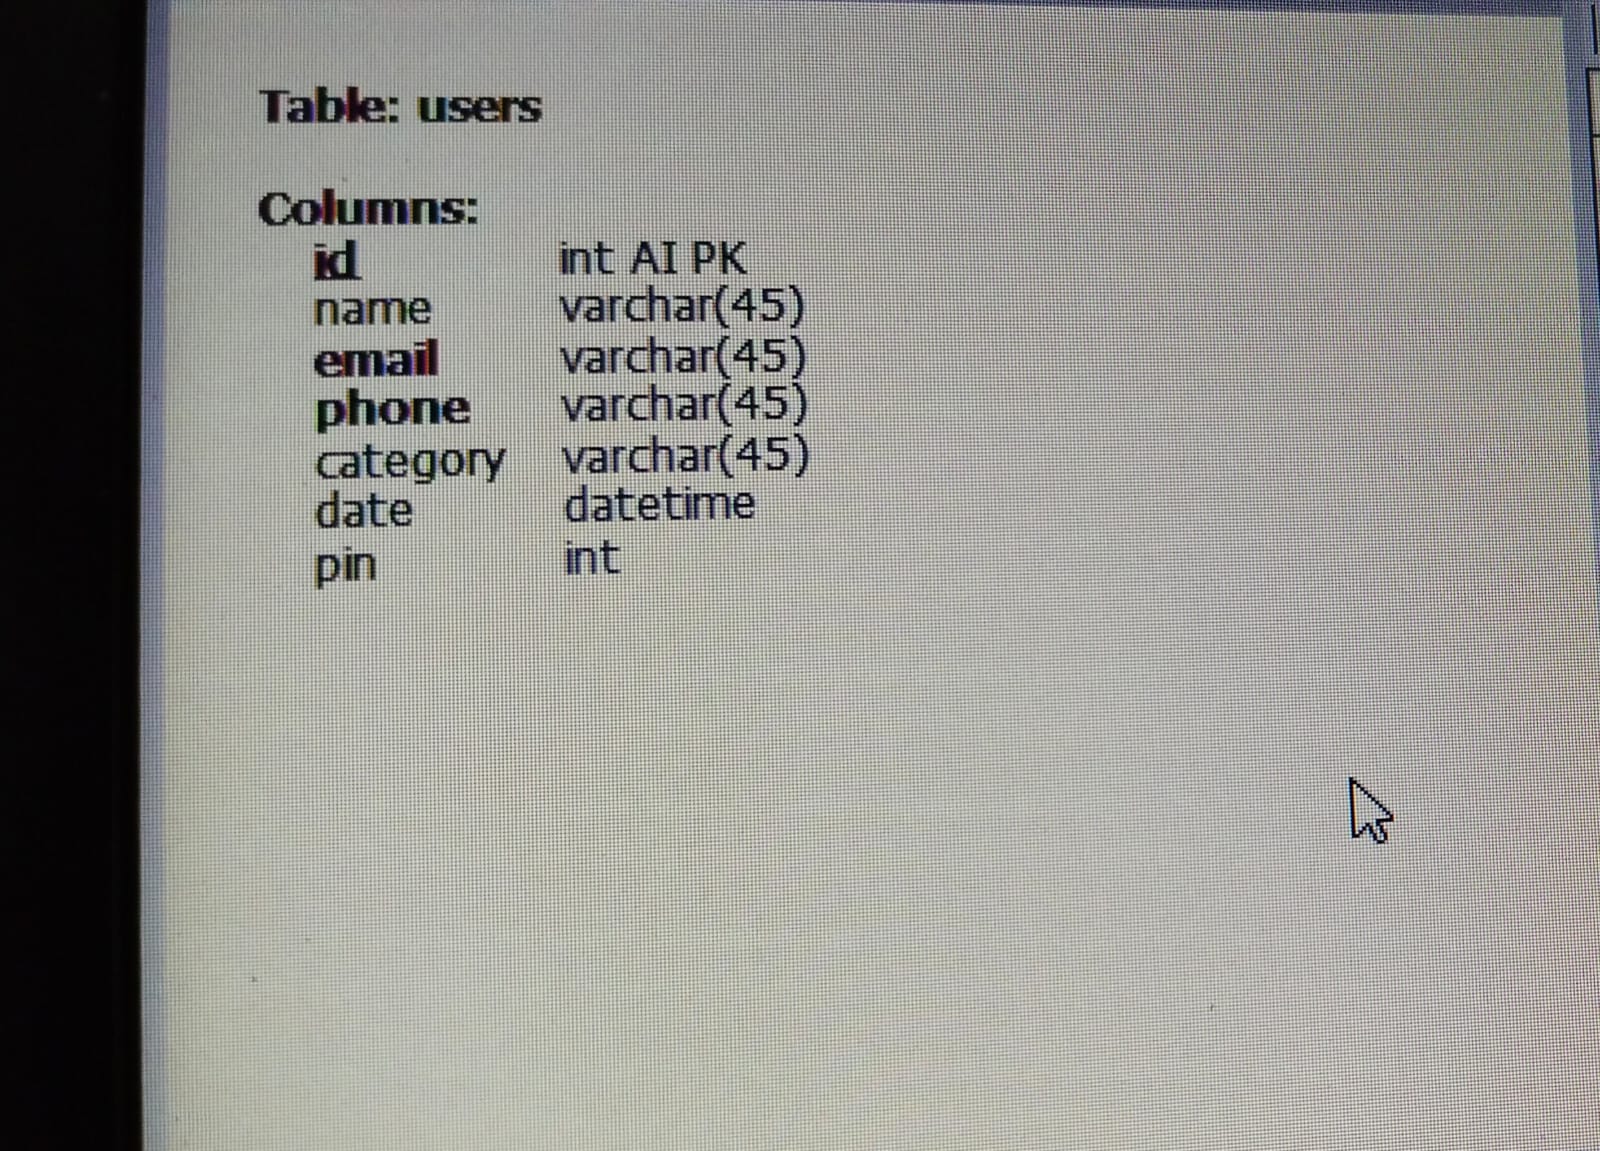 Table: users
Columns:
id int AI PK
name varchar(45)
email varchar(45)
phone varchar(45)
category varchar(45)
date datetime
pin int